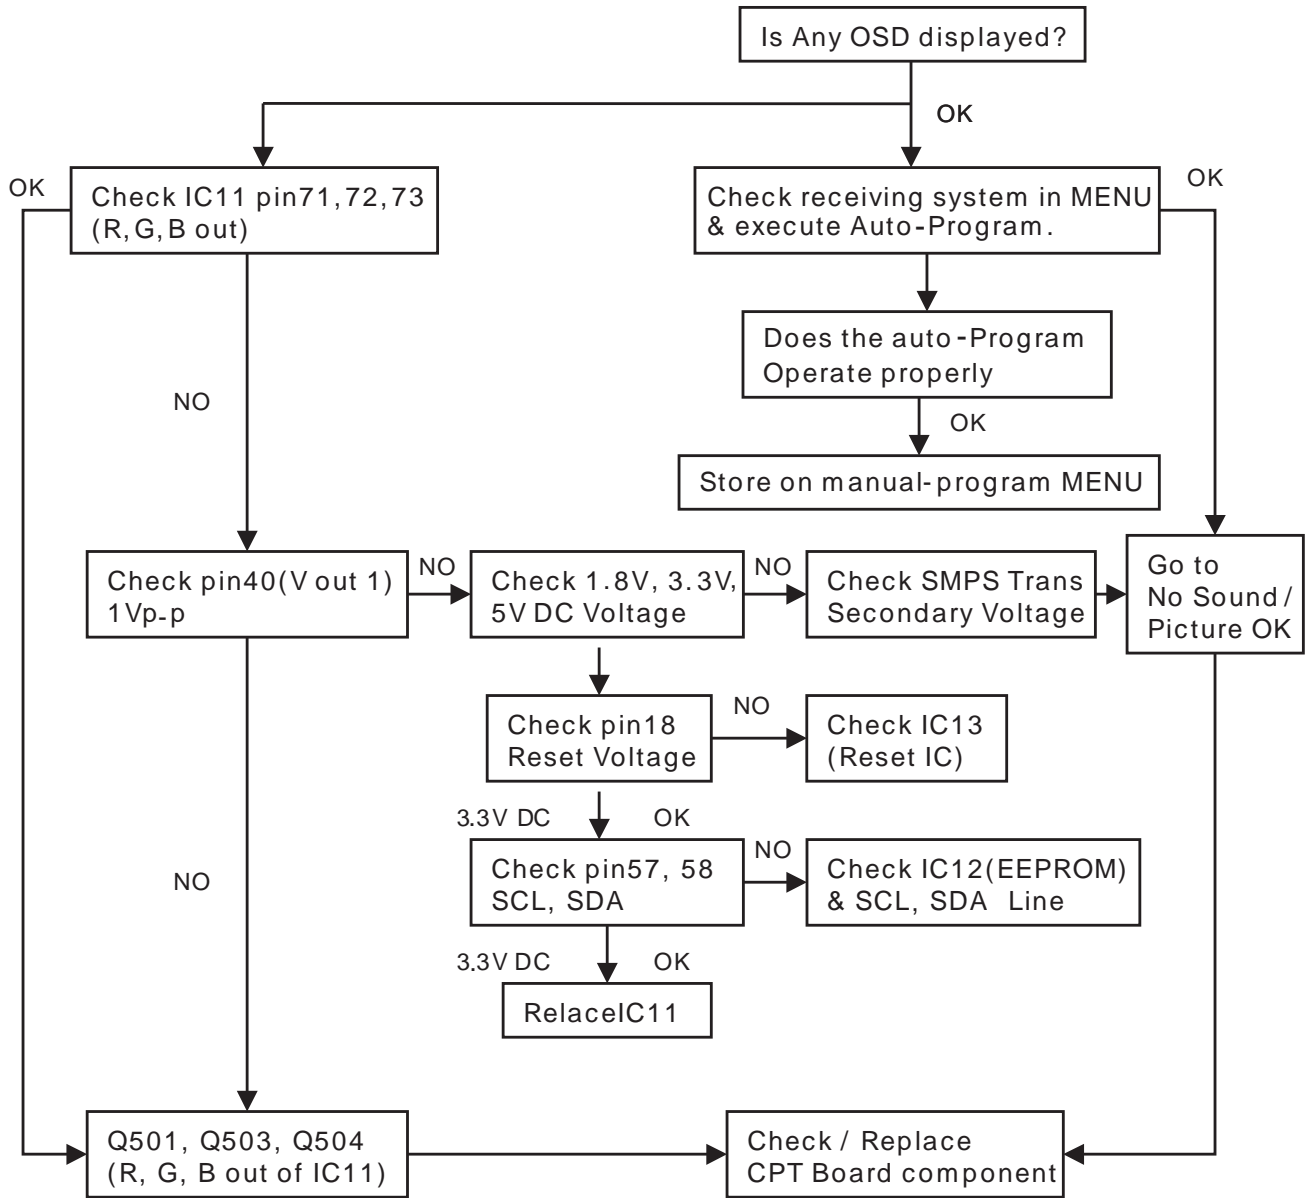 Is Any OSD displayed?
OK
OK
Check IC11 pin71,72,73
(R,G,B out)
Check receiving system in MENU
& execute Auto-Program.
OK
Does the auto-Program
Operate properly
NO
OK
Store on manual-program MENU
Check pin40(V out 1)
1Vp-p
NO
Check 1.8V, 3.3V,
5V DC Voltage
NO
Check SMPS Trans
Secondary Voltage
Go to
No Sound /
Picture OK
Check pin18
Reset Voltage
NO
Check IC13
(Reset IC)
3.3V DC
OK
NO
Check pin57, 58
SCL, SDA
NO
Check IC12(EEPROM)
& SCL, SDA Line
3.3V DC
OK
RelaceIC11
Q501, Q503, Q504
(R, G, B out of IC11)
Check / Replace
CPT Board component